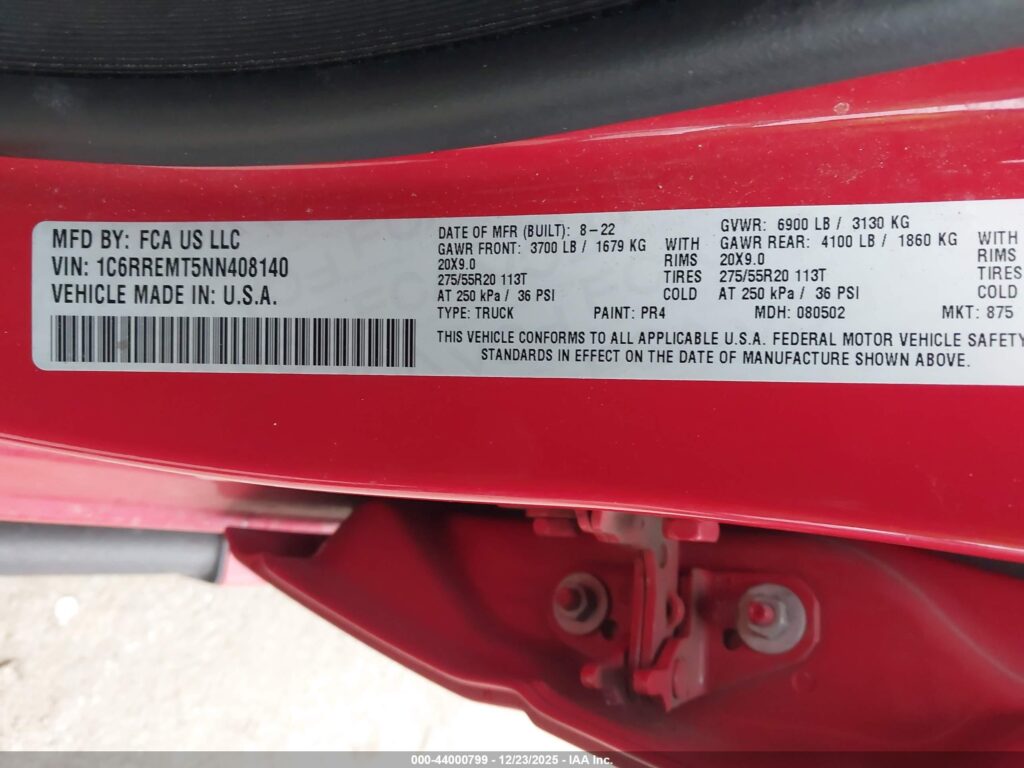 MFD BY: FCA US LLC
VIN: 1C6RREMT5NN408140
VEHICLE MADE IN: U.S.A.
DATE OF MFR (BUILT): 8-22
GVWR: 6900 LB / 3130 KG
GAWR FRONT: 3700 LB / 1679 KG WITH
20X9.0 RIMS
275/55R20 113T TIRES
AT 250 kPa / 36 PSI COLD
GAWR REAR: 4100 LB / 1860 KG WITH
20X9.0 RIMS
275/55R20 113T TIRES
AT 250 kPa / 36 PSI COLD
TYPE: TRUCK PAINT: PR4 MDH: 080502 MKT: 875
THIS VEHICLE CONFORMS TO ALL APPLICABLE U.S.A. FEDERAL MOTOR VEHICLE SAFETY
STANDARDS IN EFFECT ON THE DATE OF MANUFACTURE SHOWN ABOVE.
000-44000799 - 12/23/2025 - IAA Inc.